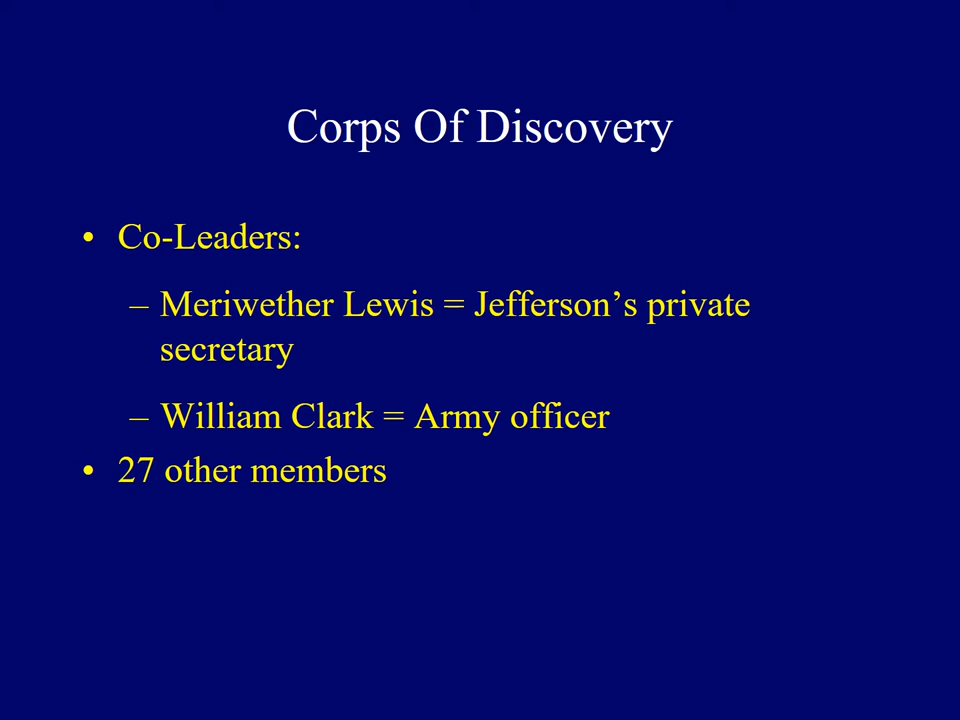 Corps Of Discovery
• Co-Leaders:
– Meriwether Lewis = Jefferson’s private
secretary
– William Clark = Army officer
• 27 other members